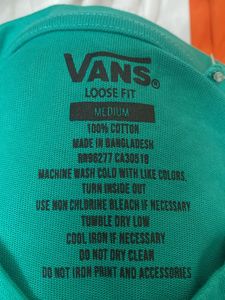 VANS®
LOOSE FIT
MEDIUM
100% COTTON
MADE IN BANGLADESH
RN96277 CA30518
MACHINE WASH COLD WITH LIKE COLORS,
TURN INSIDE OUT
USE NON CHLORINE BLEACH IF NECESSARY
TUMBLE DRY LOW
COOL IRON IF NECESSARY
DO NOT DRY CLEAR
DO NOT IRON PRINT AND ACCESSORIES